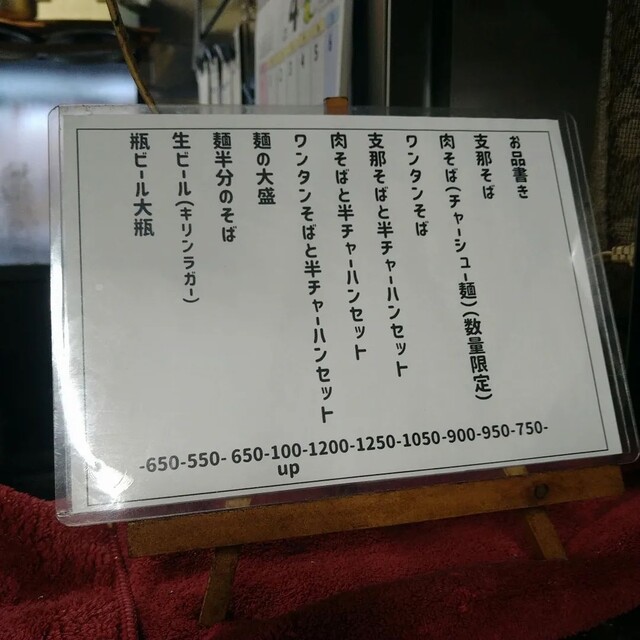 お品書き
支那そば
肉そば(チャーシュー麺)(数量限定)
ワンタンそば
支那そばと半チャーハンセット
肉そばと半チャーハンセット
ワンタンそばと半チャーハンセット
麺の大盛
麺半分のそば
生ビール(キリンラガー)
瓶ビール大瓶
-650-550- 650-100-1200-1250-1050-900-950-750-
up